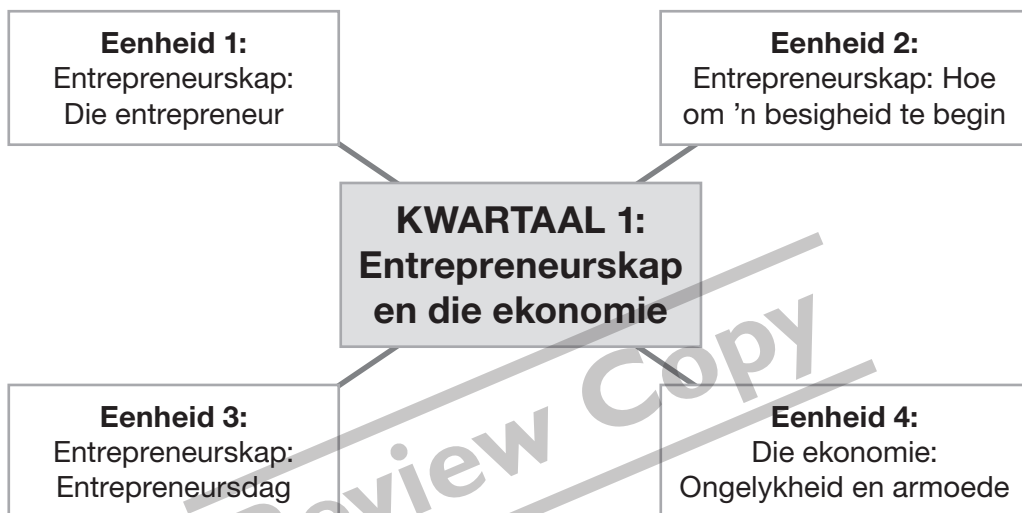 Eenheid 1:
Entrepreneurskap:
Die entrepreneur
Eenheid 2:
Entrepreneurskap: Hoe
om ’n besigheid te begin
KWARTAAL 1:
Entrepreneurskap
en die ekonomie
Eenheid 3:
Entrepreneurskap:
Entrepreneursdag
Eenheid 4:
Die ekonomie:
Ongelykheid en armoede
Review Copy